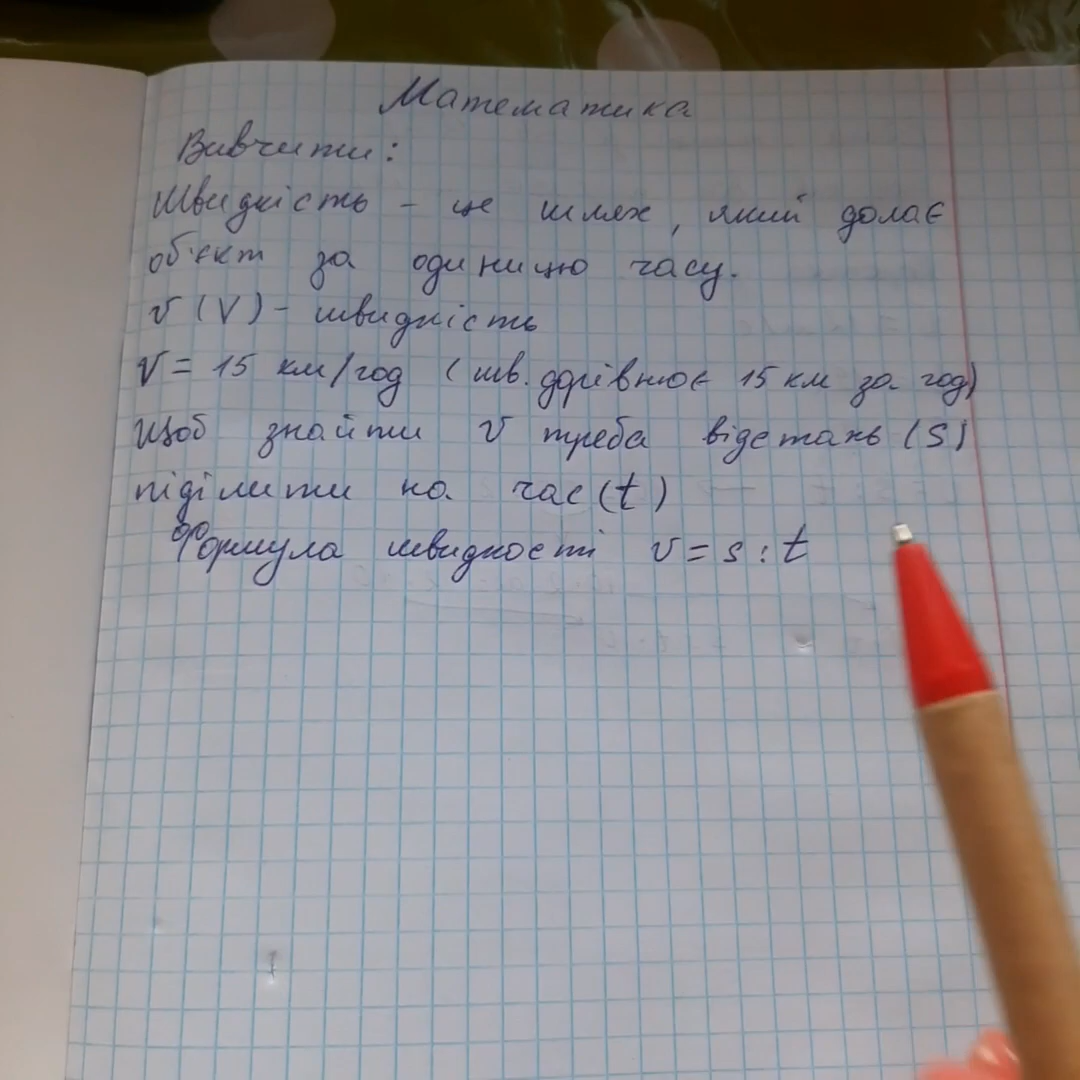 Математика
Вивчити:
Швидкість - це шлях, який долає
об'єкт за одиницю часу.
v (V) - швидкість
V = 15 км/год (шв. дорівнює 15 км за год)
Щоб знайти v треба відстань (S)
піділити на час (t)
Формула швидкості v = s : t